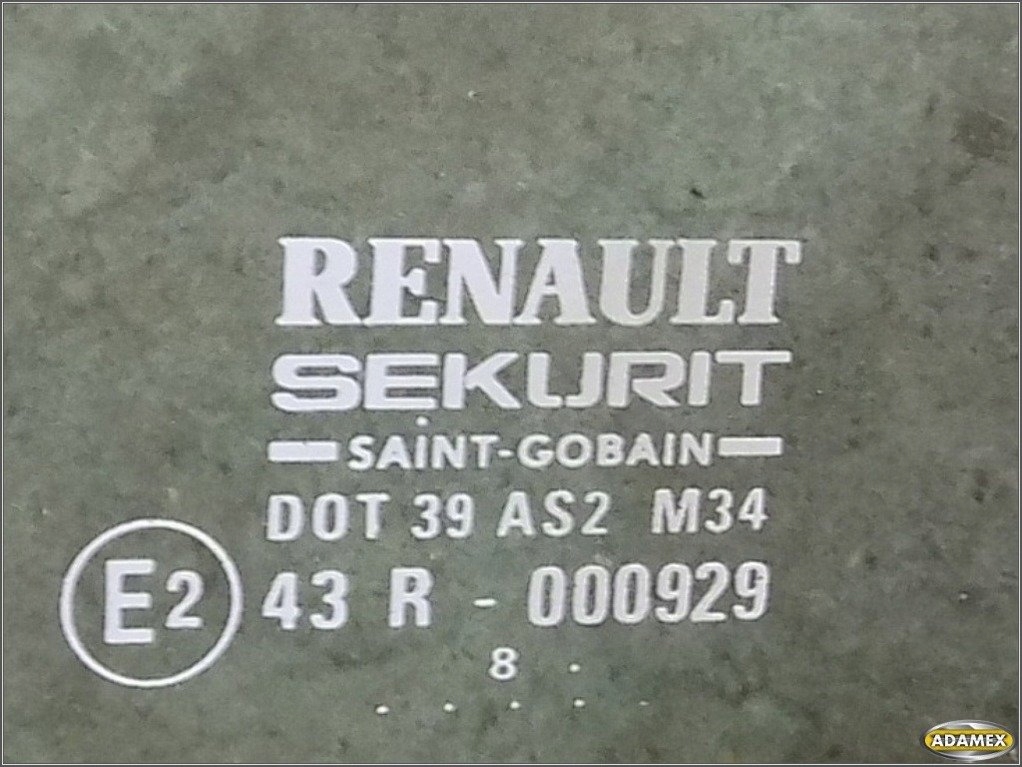 RENAULT
SEKURIT
SAINT-GOBAIN
DOT 39 AS2 M34
E2 43 R - 000929
8
ADAMEX